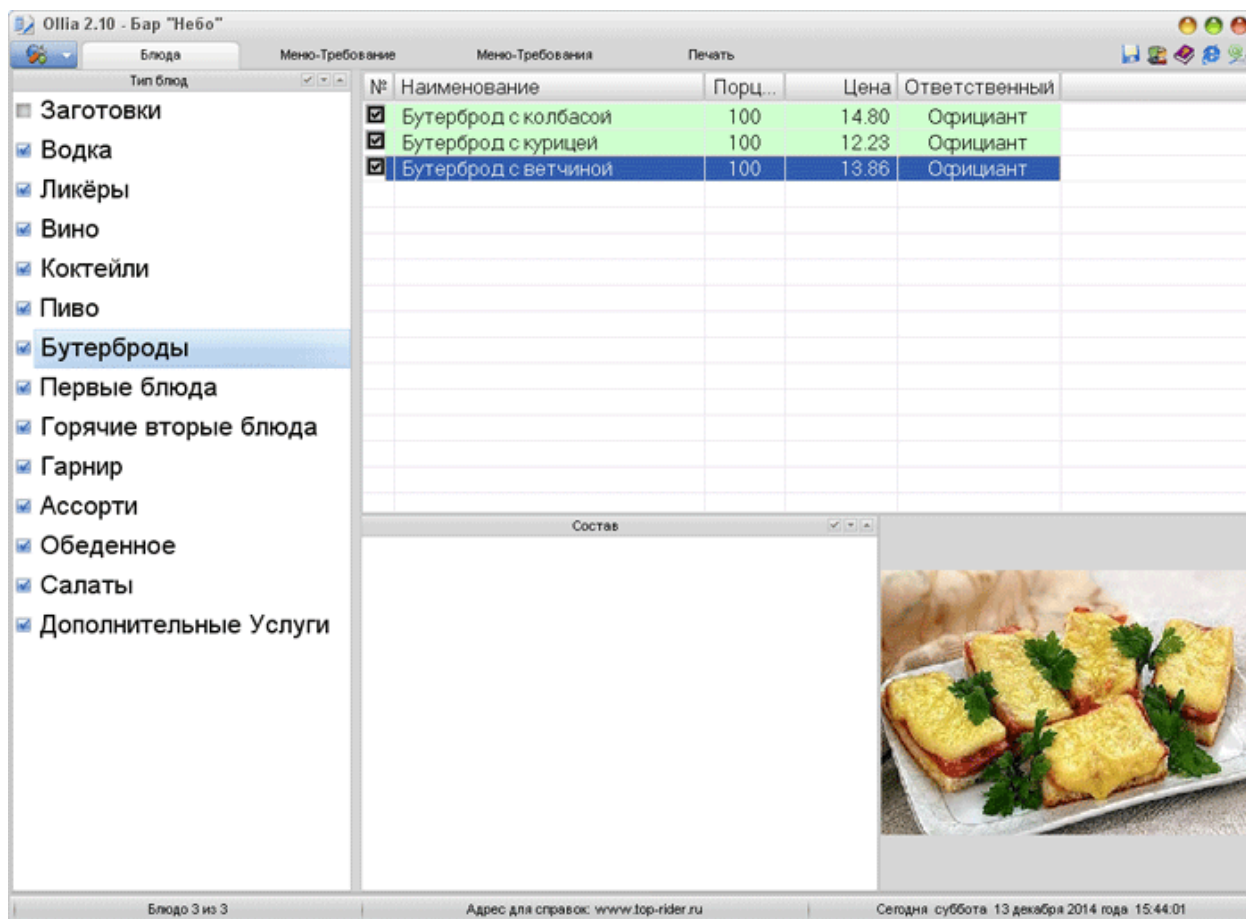 Ollia 2.10 - Бар "Небо"
Блюда Меню-Требование Меню-Требования Печать
Тип блюд
Заготовки
Водка
Ликёры
Вино
Коктейли
Пиво
Бутерброды
Первые блюда
Горячие вторые блюда
Гарнир
Ассорти
Обеденное
Салаты
Дополнительные Услуги
№ Наименование Порц... Цена Ответственный
Бутерброд с колбасой 100 14.80 Официант
Бутерброд с курицей 100 12.23 Официант
Бутерброд с ветчиной 100 13.86 Официант
Состав
Блюдо 3 из 3 Адрес для справок: www.top-rider.ru Сегодня суббота 13 декабря 2014 года 15:44:01